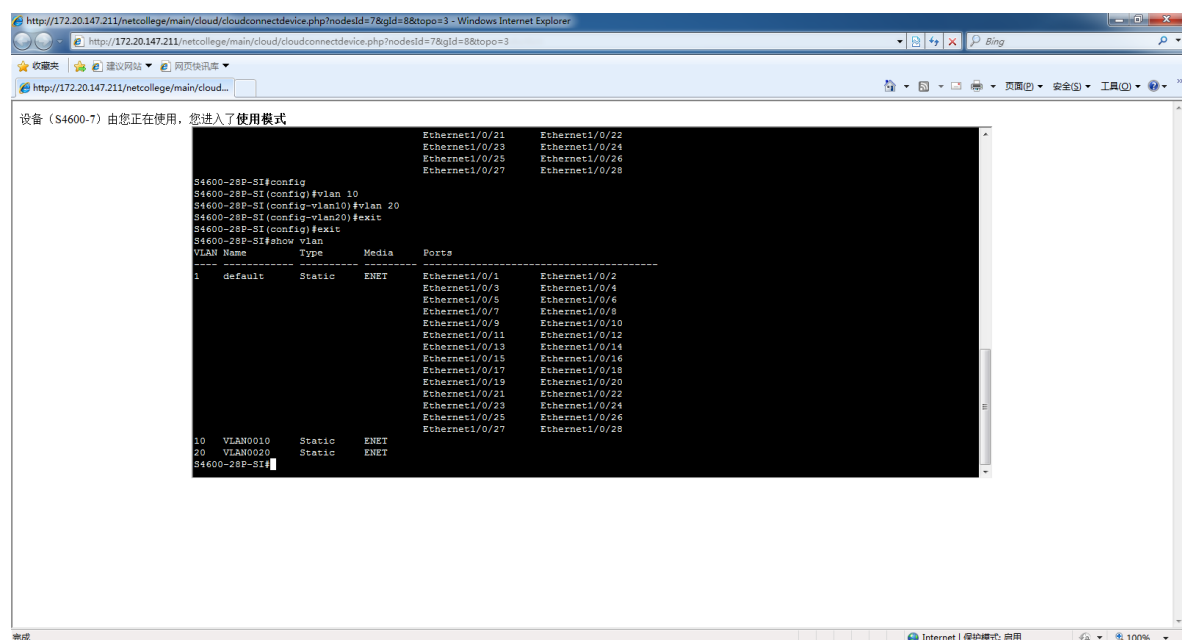 http://172.20.147.211/netcollege/main/cloud/cloudconnectdevice.php?nodesId=7&gId=8&topo=3 - Windows Internet Explorer
http://172.20.147.211/netcollege/main/cloud/cloudconnectdevice.php?nodesId=7&gId=8&topo=3
Bing
收藏夹 建议网站 网页快讯库
http://172.20.147.211/netcollege/main/cloud... 页面(P) 安全(S) 工具(O)
设备（S4600-7）由您正在使用，您进入了使用模式
Ethernet1/0/21 Ethernet1/0/22
Ethernet1/0/23 Ethernet1/0/24
Ethernet1/0/25 Ethernet1/0/26
Ethernet1/0/27 Ethernet1/0/28
S4600-28P-SI#config
S4600-28P-SI(config)#vlan 10
S4600-28P-SI(config-vlan10)#vlan 20
S4600-28P-SI(config-vlan20)#exit
S4600-28P-SI(config)#exit
S4600-28P-SI#show vlan
VLAN Name Type Media Ports
---- ------------ ---------- --------- ----------------------------------------
1 default Static ENET Ethernet1/0/1 Ethernet1/0/2
Ethernet1/0/3 Ethernet1/0/4
Ethernet1/0/5 Ethernet1/0/6
Ethernet1/0/7 Ethernet1/0/8
Ethernet1/0/9 Ethernet1/0/10
Ethernet1/0/11 Ethernet1/0/12
Ethernet1/0/13 Ethernet1/0/14
Ethernet1/0/15 Ethernet1/0/16
Ethernet1/0/17 Ethernet1/0/18
Ethernet1/0/19 Ethernet1/0/20
Ethernet1/0/21 Ethernet1/0/22
Ethernet1/0/23 Ethernet1/0/24
Ethernet1/0/25 Ethernet1/0/26
Ethernet1/0/27 Ethernet1/0/28
10 VLAN0010 Static ENET
20 VLAN0020 Static ENET
S4600-28P-SI#
完成 Internet | 保护模式: 启用 100%